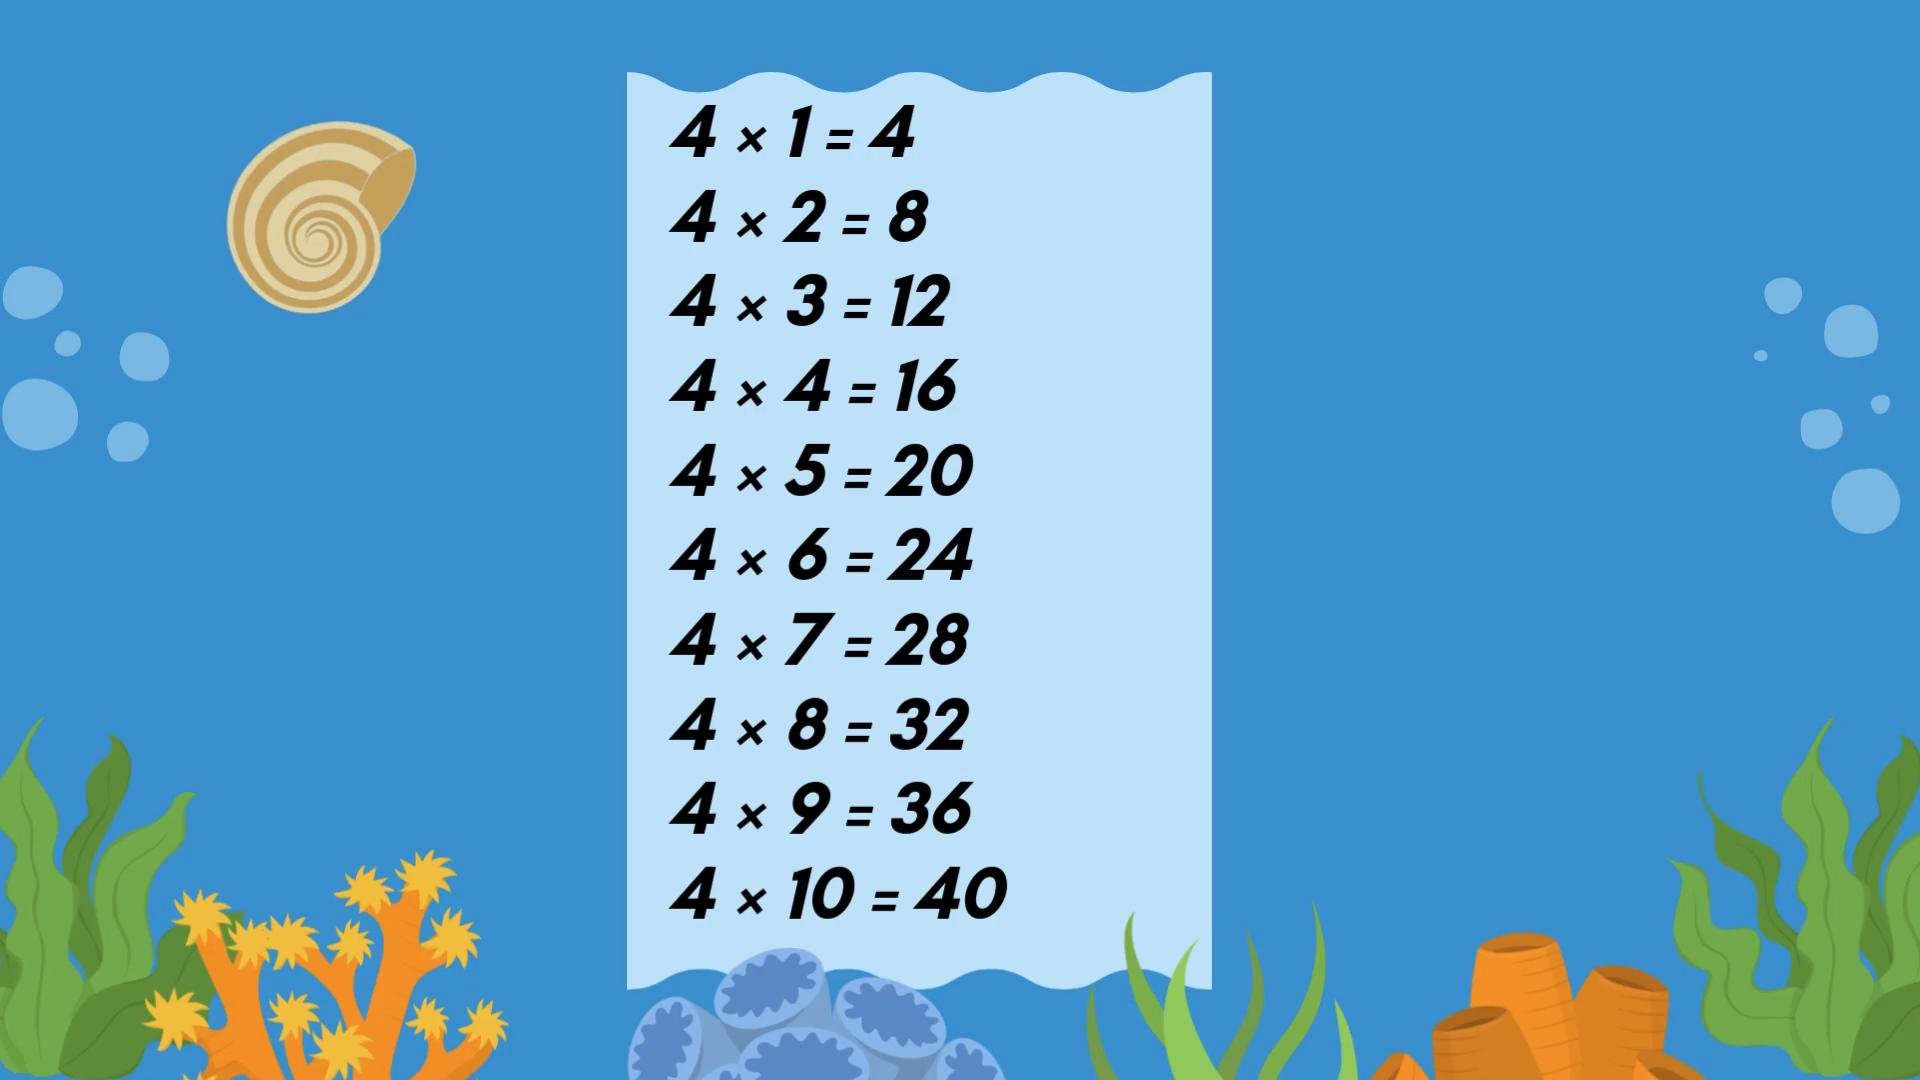 4 × 1 = 4
4 × 2 = 8
4 × 3 = 12
4 × 4 = 16
4 × 5 = 20
4 × 6 = 24
4 × 7 = 28
4 × 8 = 32
4 × 9 = 36
4 × 10 = 40